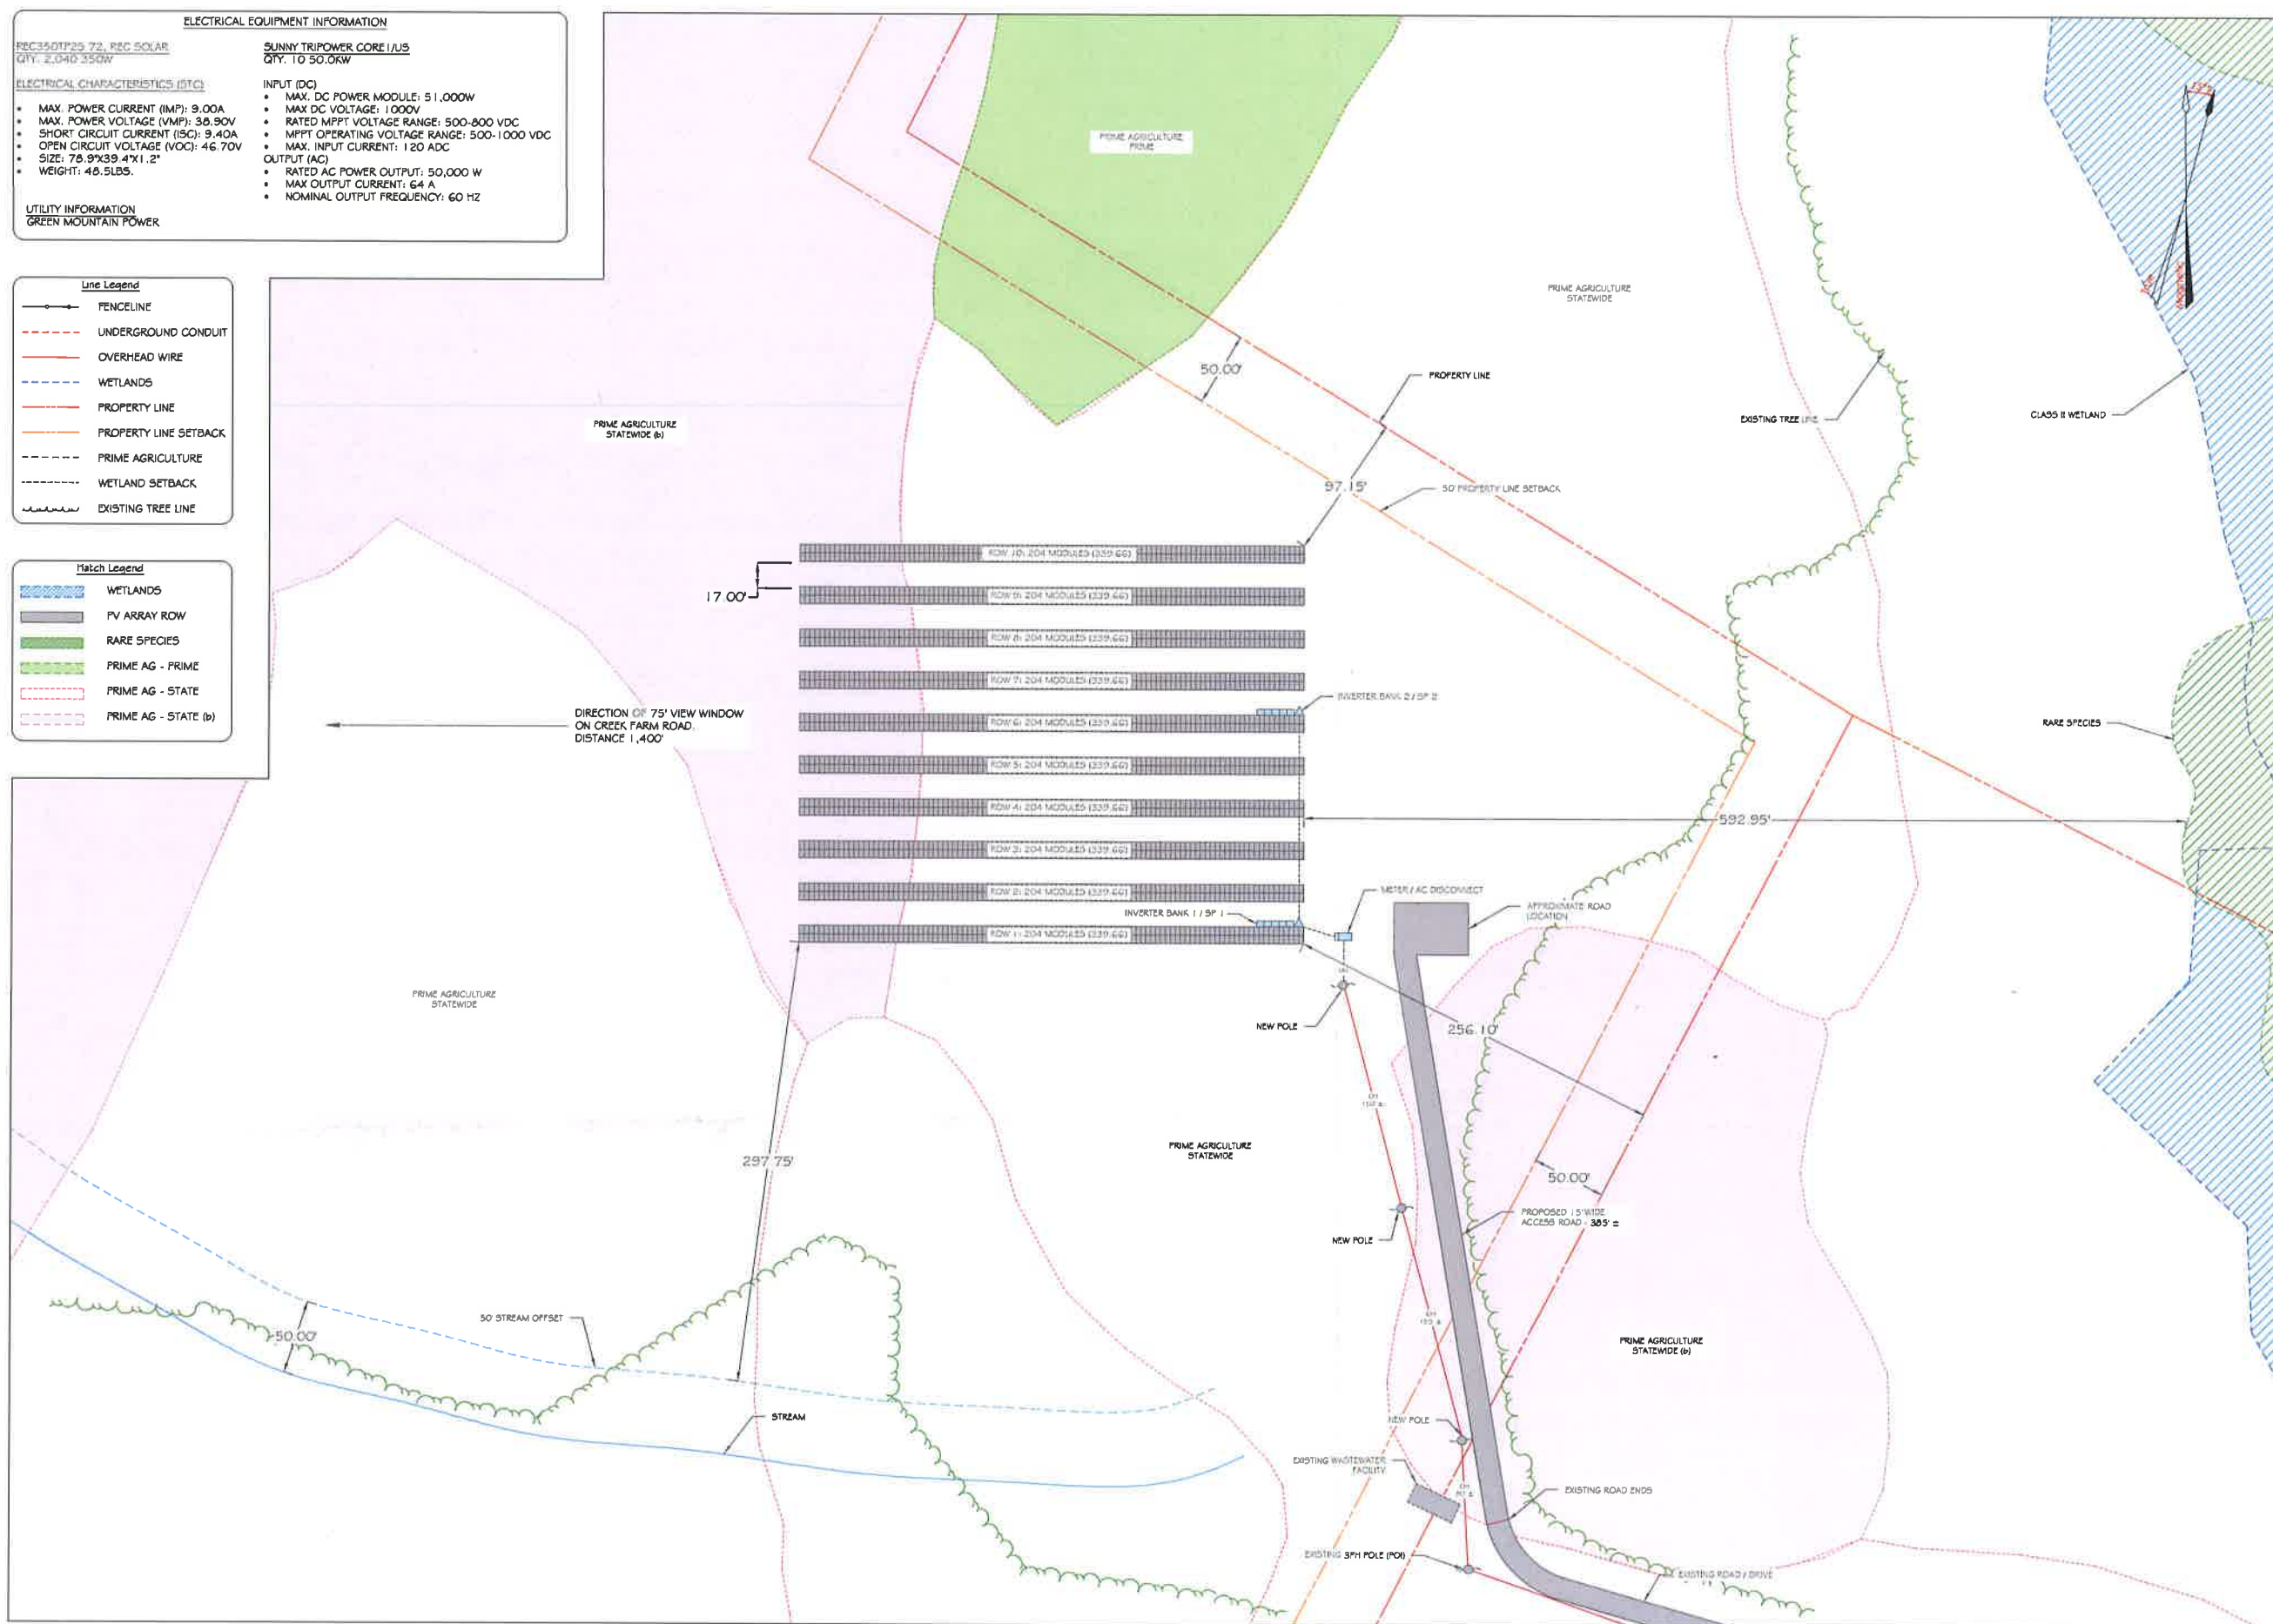 ELECTRICAL EQUIPMENT INFORMATION
REC350TP2S 72, REC SOLAR
QTY. 2,040 350W
ELECTRICAL CHARACTERISTICS (STC)
• MAX. POWER CURRENT (IMP): 9.00A
• MAX. POWER VOLTAGE (VMP): 38.90V
• SHORT CIRCUIT CURRENT (ISC): 9.40A
• OPEN CIRCUIT VOLTAGE (VOC): 46.70V
• SIZE: 78.9"X39.4"X1.2"
• WEIGHT: 48.5LBS.
UTILITY INFORMATION
GREEN MOUNTAIN POWER
SUNNY TRIPOWER CORE1/US
QTY. 10 50.0KW
INPUT (DC)
• MAX. DC POWER MODULE: 51,000W
• MAX DC VOLTAGE: 1000V
• RATED MPPT VOLTAGE RANGE: 500-800 VDC
• MPPT OPERATING VOLTAGE RANGE: 500-1000 VDC
• MAX. INPUT CURRENT: 120 ADC
OUTPUT (AC)
• RATED AC POWER OUTPUT: 50,000 W
• MAX OUTPUT CURRENT: 64 A
• NOMINAL OUTPUT FREQUENCY: 60 HZ
Line Legend
FENCELINE
UNDERGROUND CONDUIT
OVERHEAD WIRE
WETLANDS
PROPERTY LINE
PROPERTY LINE SETBACK
PRIME AGRICULTURE
WETLAND SETBACK
EXISTING TREE LINE
Hatch Legend
WETLANDS
PV ARRAY ROW
RARE SPECIES
PRIME AG - PRIME
PRIME AG - STATE
PRIME AG - STATE (b)
PRIME AGRICULTURE
PRIME
PRIME AGRICULTURE
STATEWIDE
True
Magnetic
50.00'
PROPERTY LINE
EXISTING TREE LINE
CLASS II WETLAND
PRIME AGRICULTURE
STATEWIDE (b)
97.15'
50' PROPERTY LINE SETBACK
ROW 10: 204 MODULES (339.66)
17.00'
ROW 9: 204 MODULES (339.66)
ROW 8: 204 MODULES (339.66)
ROW 7: 204 MODULES (339.66)
INVERTER BANK 2 / SP 2
DIRECTION OF 75' VIEW WINDOW
ON CREEK FARM ROAD.
DISTANCE 1,400'
ROW 6: 204 MODULES (339.66)
RARE SPECIES
ROW 5: 204 MODULES (339.66)
ROW 4: 204 MODULES (339.66)
592.95'
ROW 3: 204 MODULES (339.66)
ROW 2: 204 MODULES (339.66)
METER / AC DISCONNECT
APPROXIMATE ROAD
LOCATION
INVERTER BANK 1 / SP 1
ROW 1: 204 MODULES (339.66)
PRIME AGRICULTURE
STATEWIDE
NEW POLE
256.10'
PRIME AGRICULTURE
STATEWIDE
297.75'
50.00'
PROPOSED 15' WIDE
ACCESS ROAD - 385' ±
NEW POLE
50' STREAM OFFSET
50.00'
PRIME AGRICULTURE
STATEWIDE (b)
STREAM
NEW POLE
EXISTING WASTEWATER
FACILITY
EXISTING ROAD ENDS
EXISTING 3PH POLE (POI)
EXISTING ROAD / DRIVE